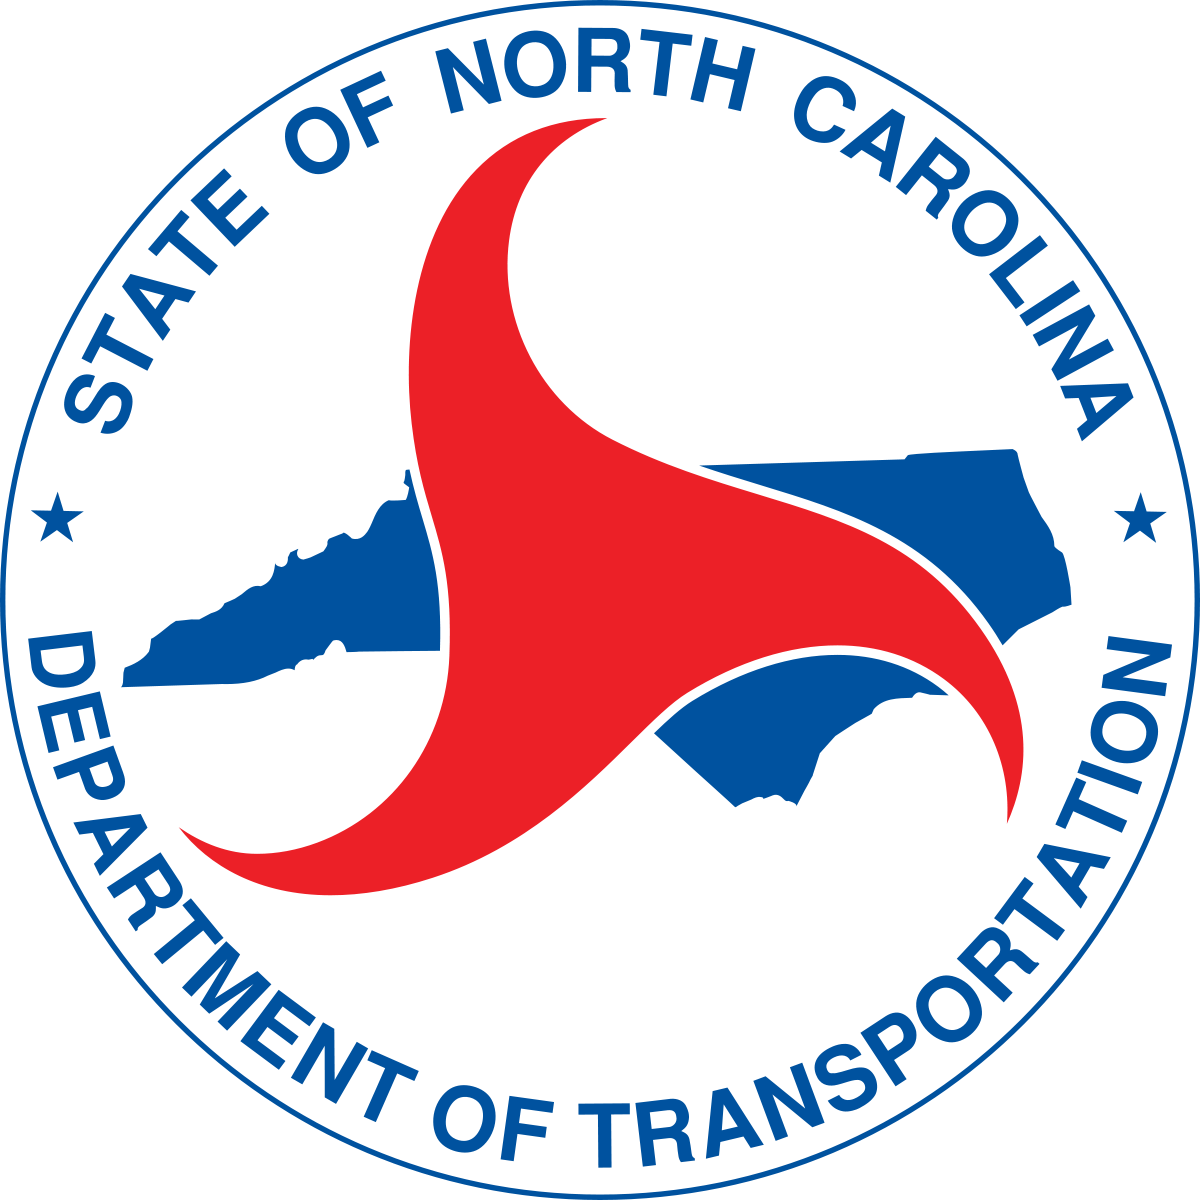 STATE OF NORTH CAROLINA
DEPARTMENT OF TRANSPORTATION